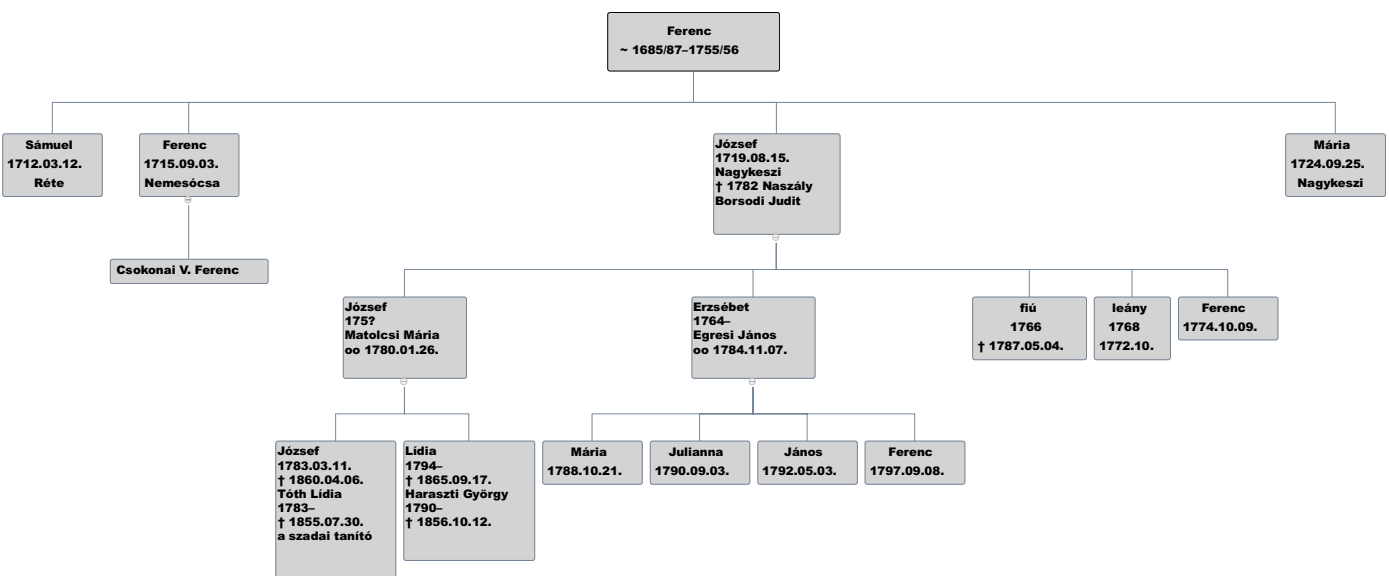 Ferenc
~ 1685/87–1755/56
Sámuel
1712.03.12.
Réte
Ferenc
1715.09.03.
Nemesócsa
József
1719.08.15.
Nagykeszi
† 1782 Naszály
Borsodi Judit
Mária
1724.09.25.
Nagykeszi
Csokonai V. Ferenc
József
175?
Matolcsi Mária
oo 1780.01.26.
Erzsébet
1764–
Egresi János
oo 1784.11.07.
fiú
1766
† 1787.05.04.
leány
1768
1772.10.
Ferenc
1774.10.09.
József
1783.03.11.
† 1860.04.06.
Tóth Lídia
1783–
† 1855.07.30.
a szadai tanító
Lídia
1794–
† 1865.09.17.
Haraszti György
1790–
† 1856.10.12.
Mária
1788.10.21.
Julianna
1790.09.03.
János
1792.05.03.
Ferenc
1797.09.08.